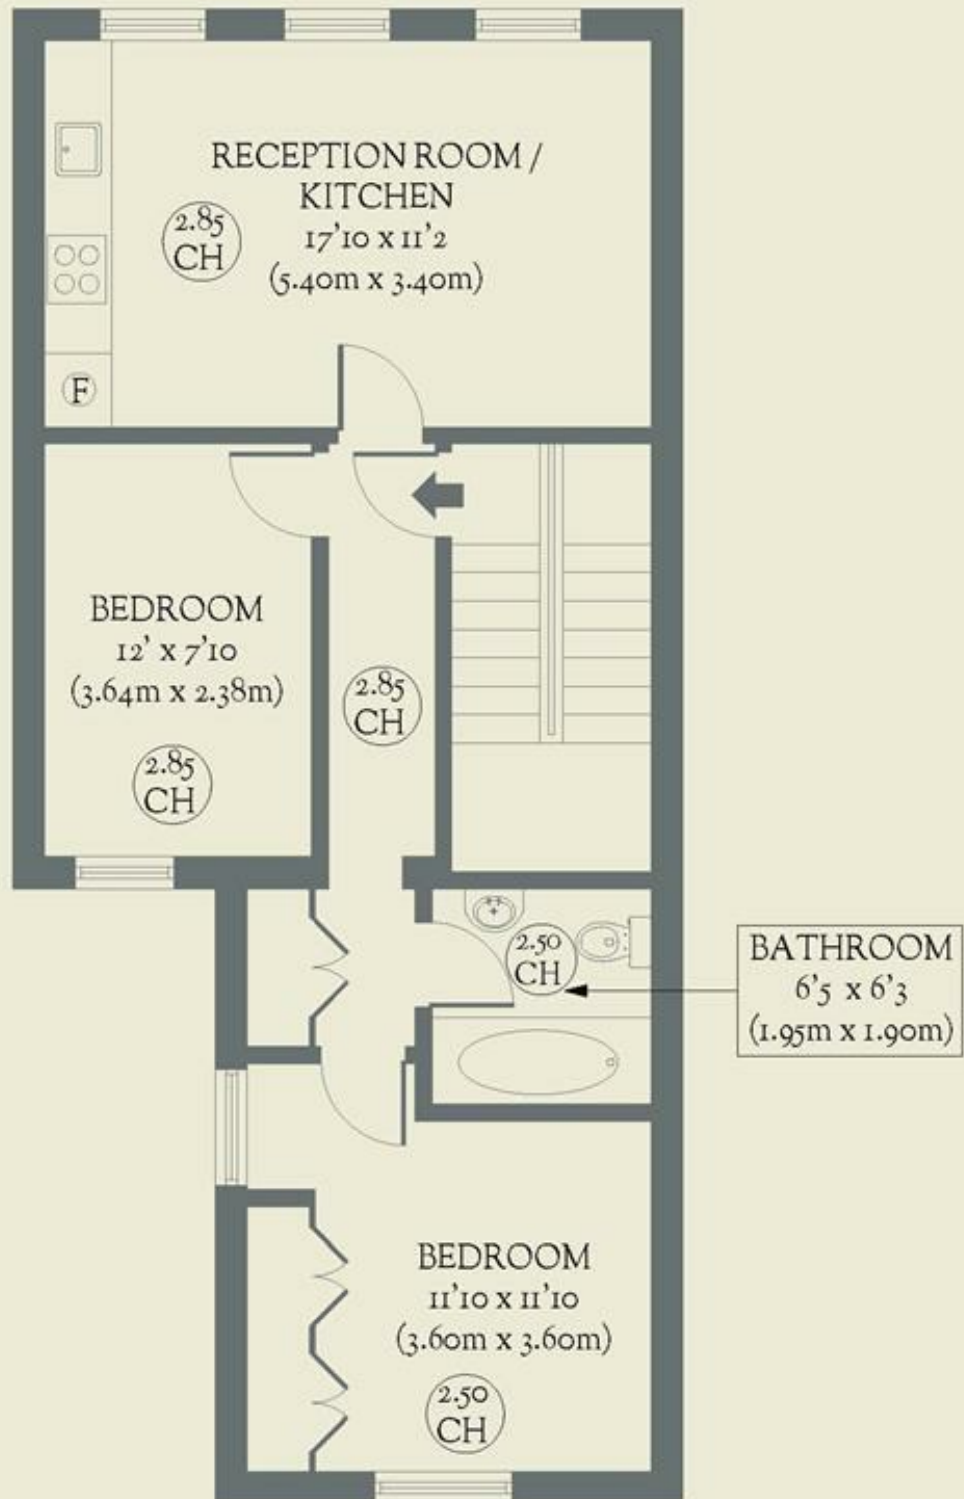 RECEPTION ROOM /
KITCHEN
17'10 x 11'2
(5.40m x 3.40m)
2.85
CH
F
BEDROOM
12' x 7'10
(3.64m x 2.38m)
2.85
CH
2.85
CH
2.50
CH
BATHROOM
6'5 x 6'3
(1.95m x 1.90m)
BEDROOM
11'10 x 11'10
(3.60m x 3.60m)
2.50
CH